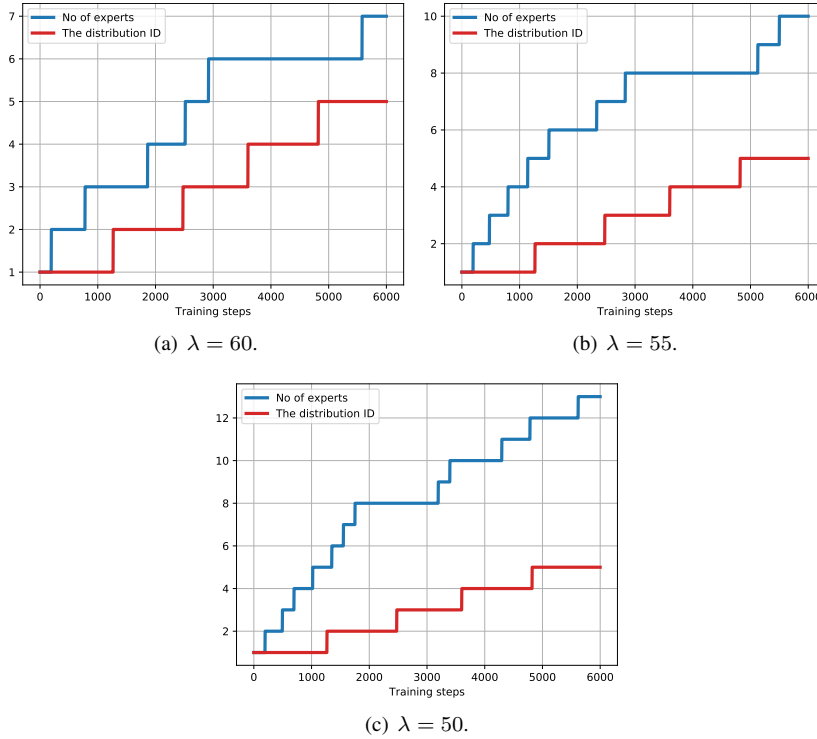 No of experts
The distribution ID
7
6
5
4
3
2
1
0 1000 2000 3000 4000 5000 6000
Training steps
(a) λ = 60.
No of experts
The distribution ID
10
8
6
4
2
0 1000 2000 3000 4000 5000 6000
Training steps
(b) λ = 55.
No of experts
The distribution ID
12
10
8
6
4
2
0 1000 2000 3000 4000 5000 6000
Training steps
(c) λ = 50.